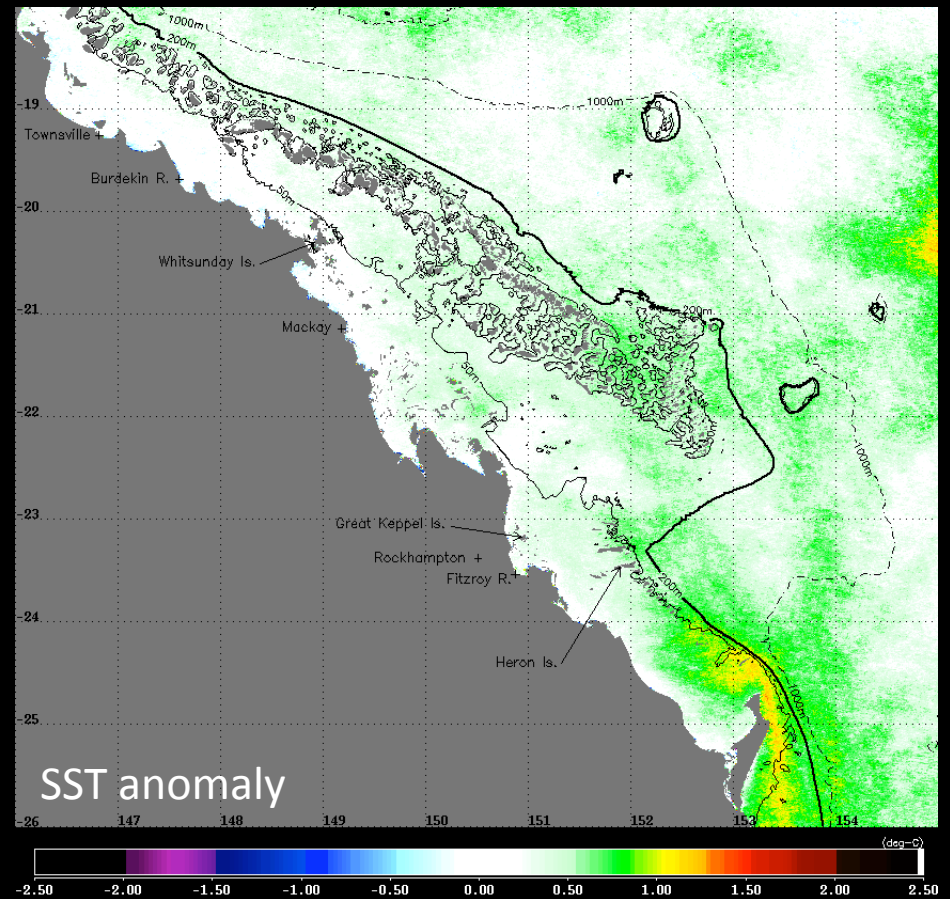 1000m
200m
-19
1000m
Townsville
Burdekin R.
50m
-20
Whitsunday Is.
-21
200m
Mackay
50m
-22
1000m
-23
Great Keppel Is.
Rockhampton
Fitzroy R.
200m
-24
Heron Is.
1000m
-25
SST anomaly
-26
147 148 149 150 151 152 153 154
(deg-C)
-2.50 -2.00 -1.50 -1.00 -0.50 0.00 0.50 1.00 1.50 2.00 2.50